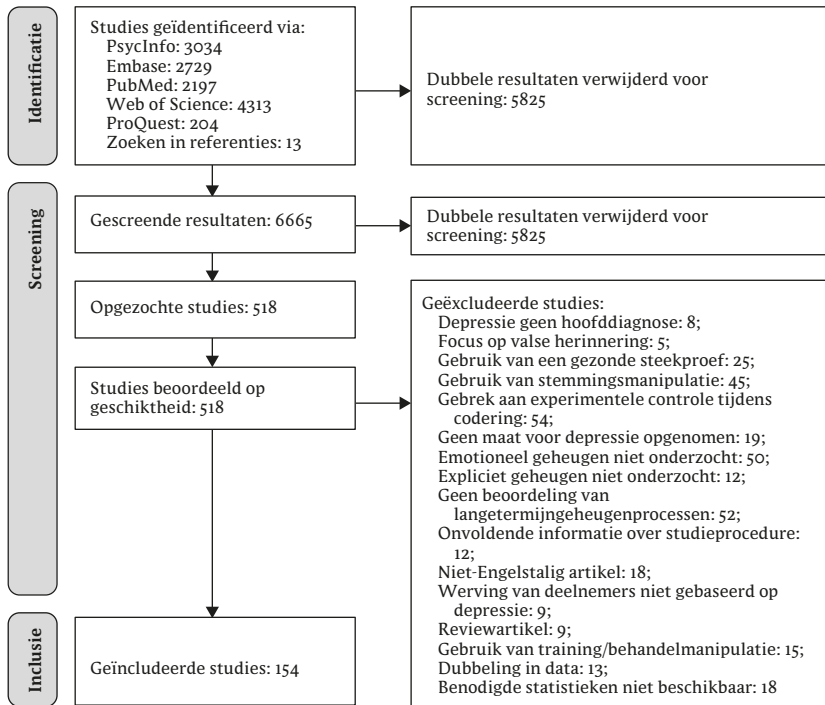 Identificatie
Studies geïdentificeerd via:
PsycInfo: 3034
Embase: 2729
PubMed: 2197
Web of Science: 4313
ProQuest: 204
Zoeken in referenties: 13
Dubbele resultaten verwijderd voor
screening: 5825
Screening
Gescreende resultaten: 6665
Dubbele resultaten verwijderd voor
screening: 5825
Opgezochte studies: 518
Studies beoordeeld op
geschiktheid: 518
Geëxcludeerde studies:
Depressie geen hoofddiagnose: 8;
Focus op valse herinnering: 5;
Gebruik van een gezonde steekproef: 25;
Gebruik van stemmingsmanipulatie: 45;
Gebrek aan experimentele controle tijdens
codering: 54;
Geen maat voor depressie opgenomen: 19;
Emotioneel geheugen niet onderzocht: 50;
Expliciet geheugen niet onderzocht: 12;
Geen beoordeling van
langetermijngeheugenprocessen: 52;
Onvoldende informatie over studieprocedure:
12;
Niet-Engelstalig artikel: 18;
Werving van deelnemers niet gebaseerd op
depressie: 9;
Reviewartikel: 9;
Gebruik van training/behandelmanipulatie: 15;
Dubbeling in data: 13;
Benodigde statistieken niet beschikbaar: 18
Inclusie
Geïncludeerde studies: 154